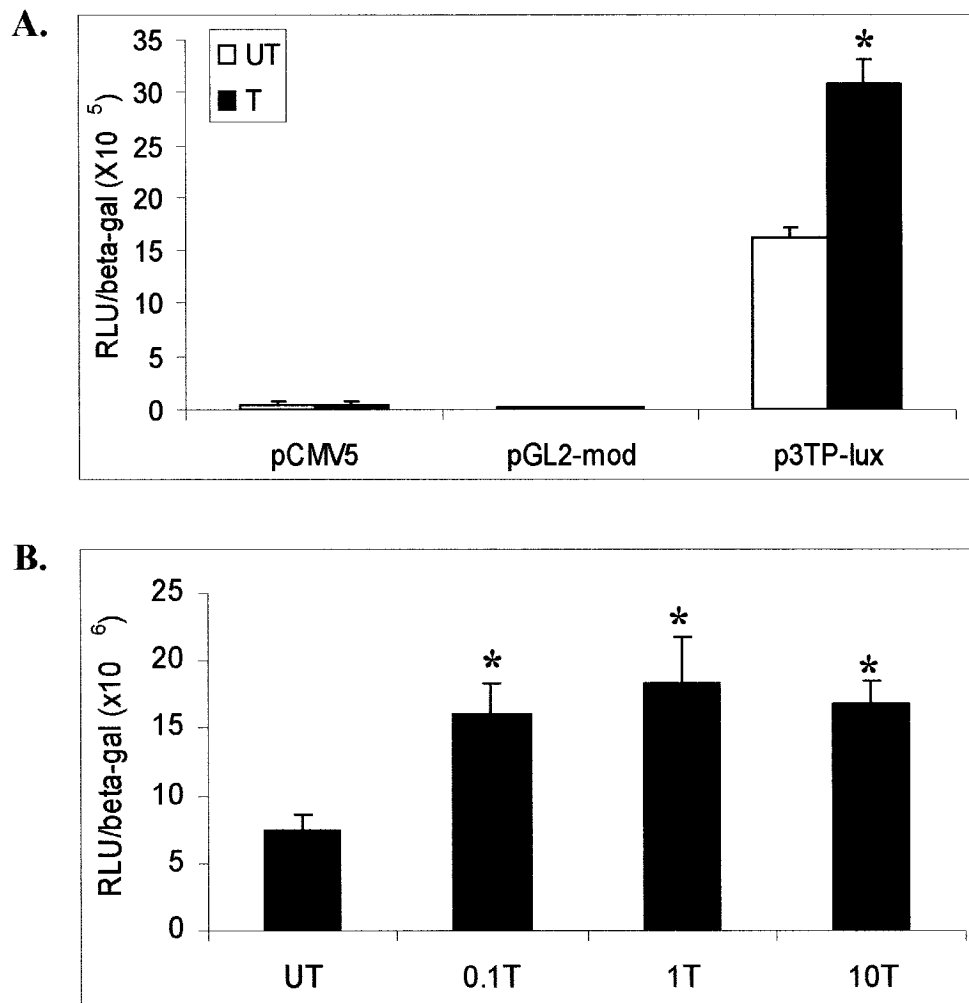 A.
RLU/beta-gal (X10 5)
35
30
25
20
15
10
5
0
UT
T
*
pCMV5
pGL2-mod
p3TP-lux
B.
RLU/beta-gal (x10 6)
25
20
15
10
5
0
*
*
*
UT
0.1T
1T
10T